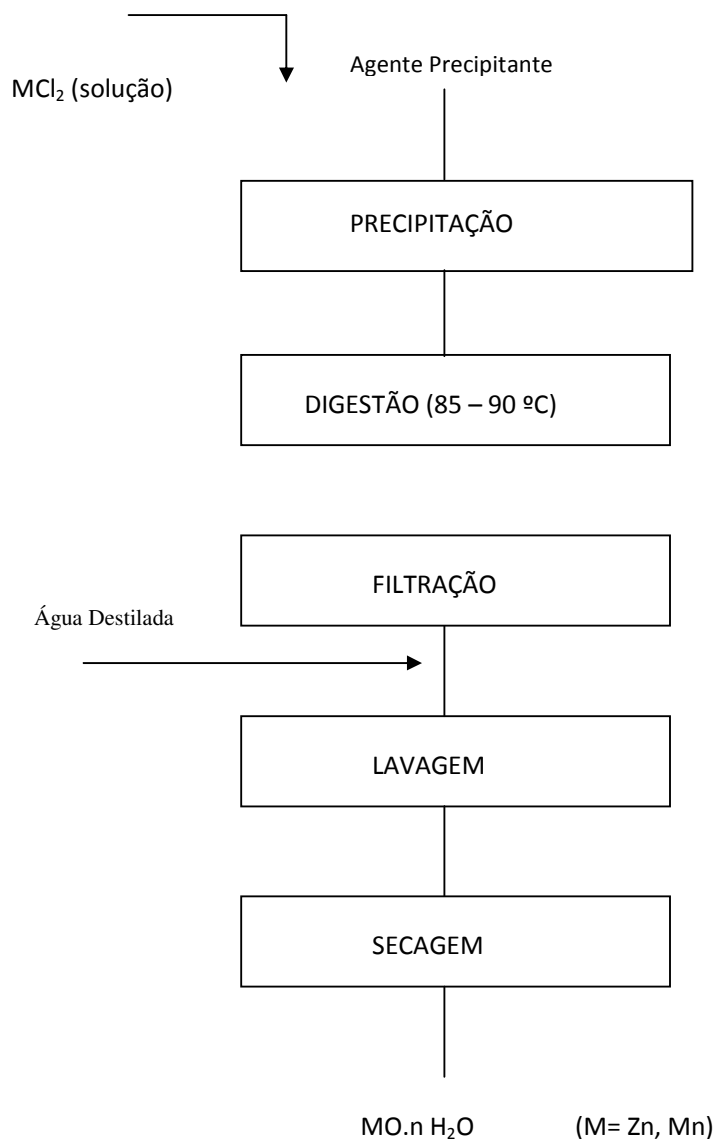 Agente Precipitante
MCl₂ (solução)
PRECIPITAÇÃO
DIGESTÃO (85 – 90 ºC)
FILTRAÇÃO
Água Destilada
LAVAGEM
SECAGEM
MO.n H₂O (M= Zn, Mn)